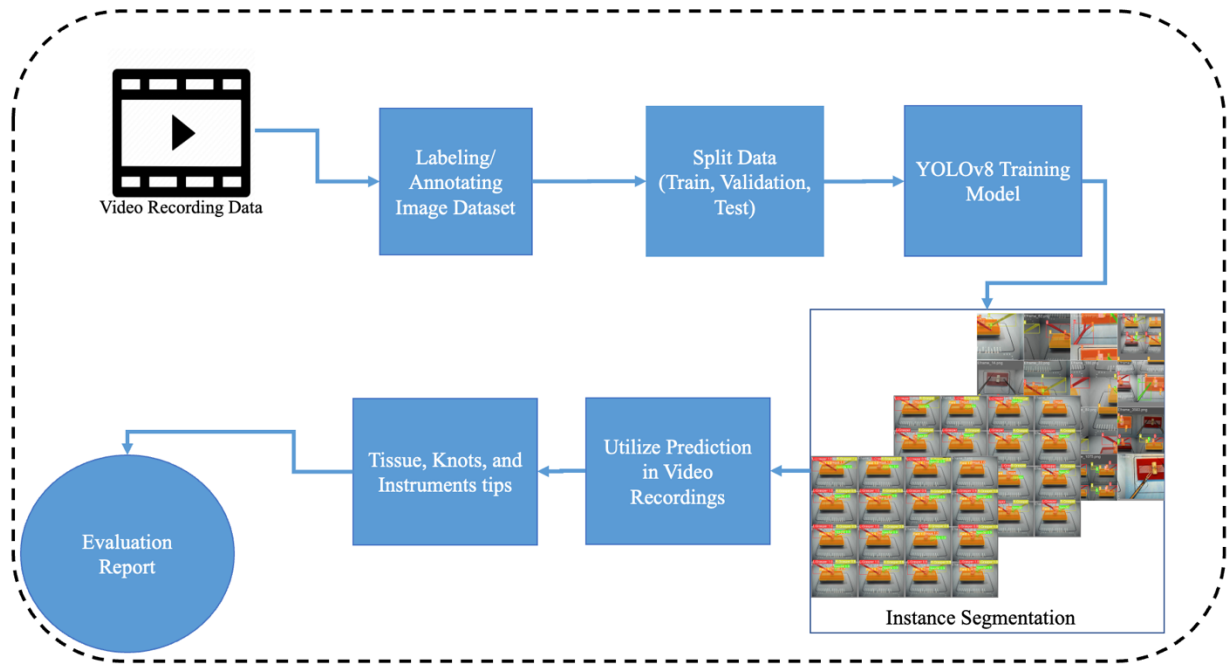 Video Recording Data
Labeling/
Annotating
Image Dataset
Split Data
(Train, Validation,
Test)
YOLOv8 Training
Model
Instance Segmentation
Utilize Prediction
in Video
Recordings
Tissue, Knots, and
Instruments tips
Evaluation
Report